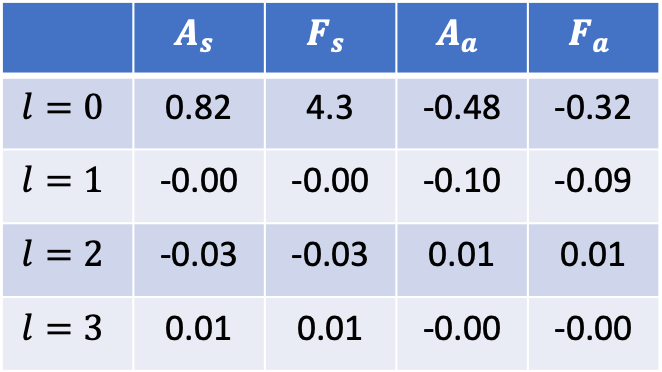 A_s F_s A_a F_a
l = 0 0.82 4.3 -0.48 -0.32
l = 1 -0.00 -0.00 -0.10 -0.09
l = 2 -0.03 -0.03 0.01 0.01
l = 3 0.01 0.01 -0.00 -0.00